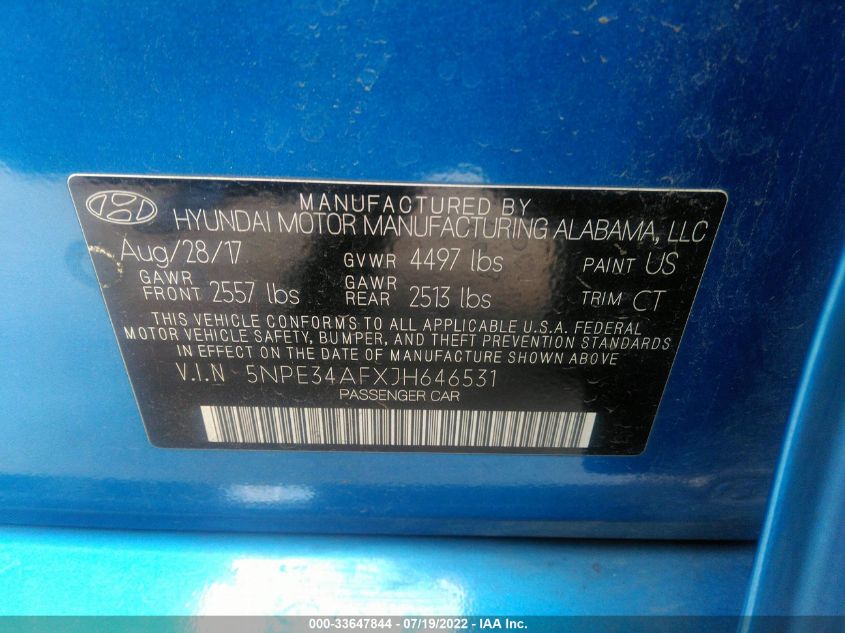 MANUFACTURED BY
HYUNDAI MOTOR MANUFACTURING ALABAMA, LLC
Aug/28/17 GVWR 4497 lbs PAINT US
GAWR FRONT 2557 lbs GAWR REAR 2513 lbs TRIM CT
THIS VEHICLE CONFORMS TO ALL APPLICABLE U.S.A. FEDERAL
MOTOR VEHICLE SAFETY, BUMPER, AND THEFT PREVENTION STANDARDS
IN EFFECT ON THE DATE OF MANUFACTURE SHOWN ABOVE
V.I.N 5NPE34AFXJH646531
PASSENGER CAR
000-33647844 - 07/19/2022 - IAA Inc.